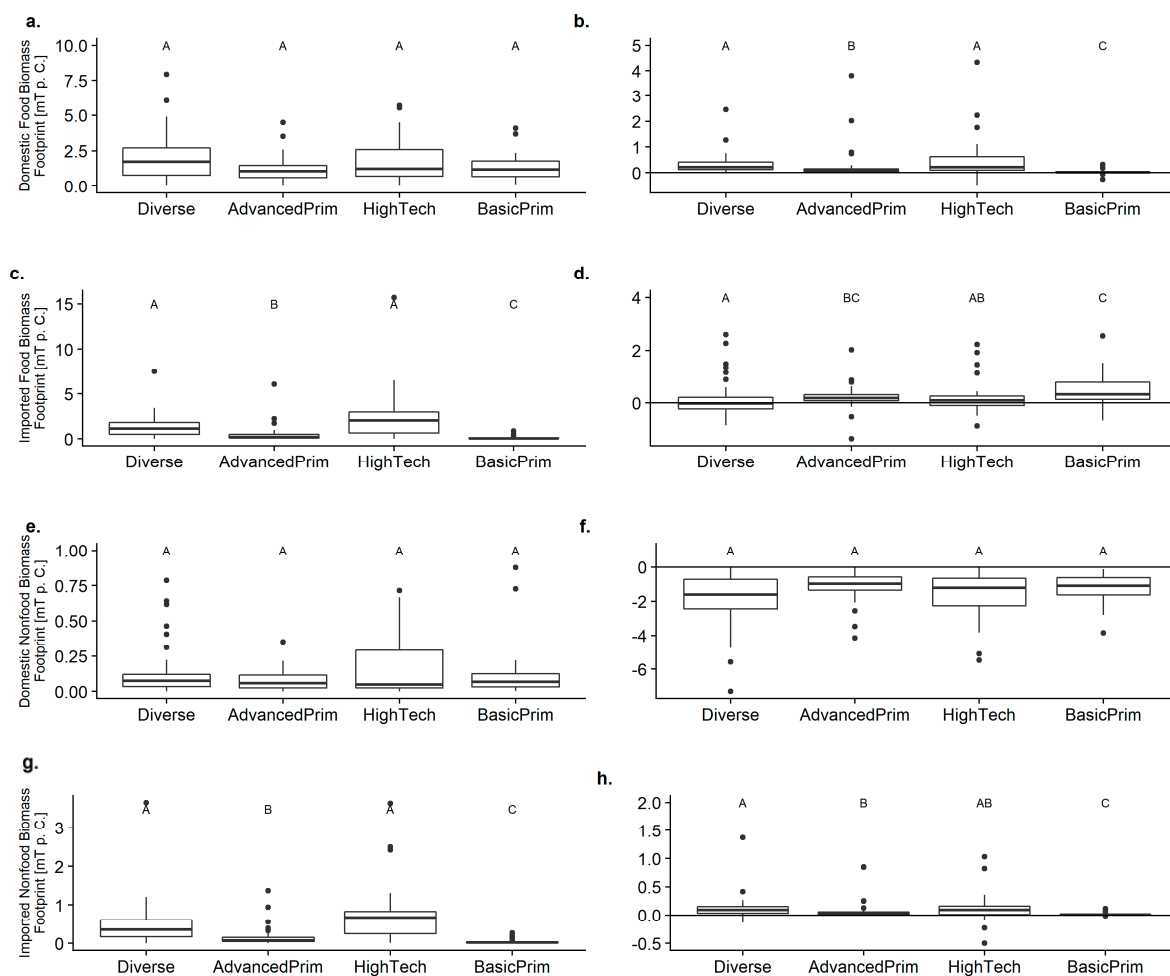 a.
Domestic Food Biomass
Footprint [mT p. C.]
10.0
7.5
5.0
2.5
0.0
A
A
A
A
Diverse
AdvancedPrim
HighTech
BasicPrim
b.
5
4
3
2
1
0
A
B
A
C
Diverse
AdvancedPrim
HighTech
BasicPrim
c.
Imported Food Biomass
Footprint [mT p. C.]
15
10
5
0
A
B
A
C
Diverse
AdvancedPrim
HighTech
BasicPrim
d.
4
2
0
A
BC
AB
C
Diverse
AdvancedPrim
HighTech
BasicPrim
e.
Domestic Nonfood Biomass
Footprint [mT p. C.]
1.00
0.75
0.50
0.25
0.00
A
A
A
A
Diverse
AdvancedPrim
HighTech
BasicPrim
f.
0
-2
-4
-6
A
A
A
A
Diverse
AdvancedPrim
HighTech
BasicPrim
g.
Imported Nonfood Biomass
Footprint [mT p. C.]
3
2
1
0
A
B
A
C
Diverse
AdvancedPrim
HighTech
BasicPrim
h.
2.0
1.5
1.0
0.5
0.0
-0.5
A
B
AB
C
Diverse
AdvancedPrim
HighTech
BasicPrim